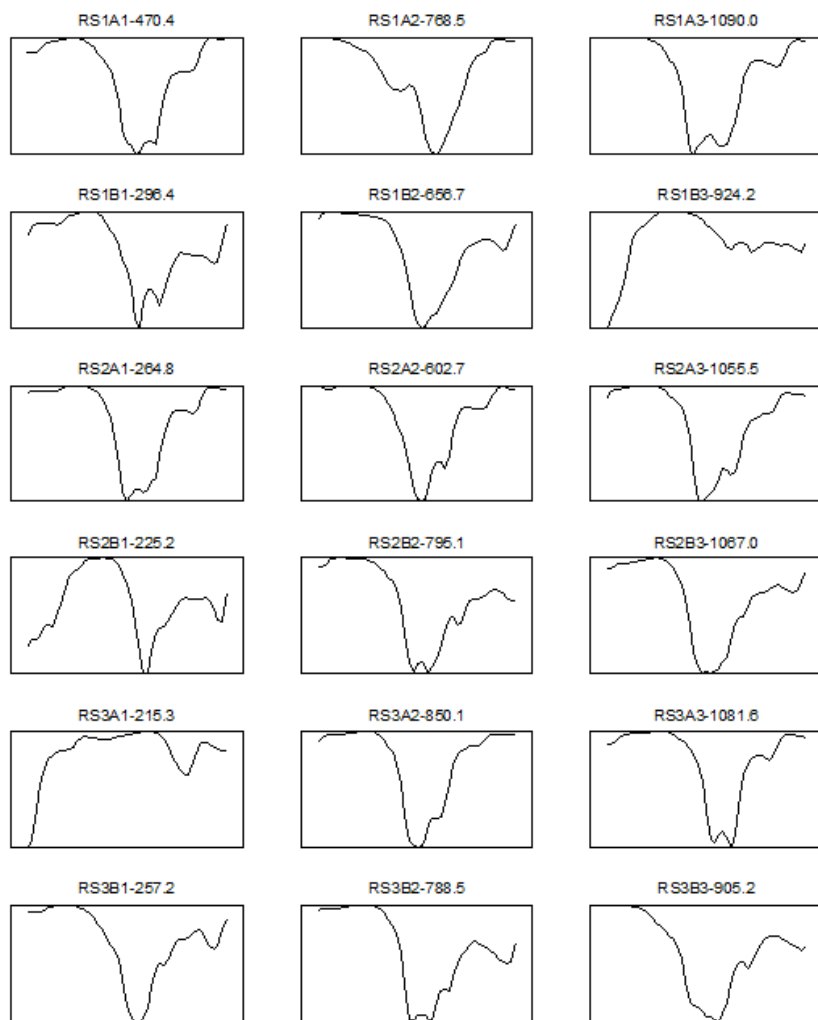 RS1A1-470.4 RS1A2-768.5 RS1A3-1090.0
RS1B1-296.4 RS1B2-656.7 RS1B3-924.2
RS2A1-264.8 RS2A2-602.7 RS2A3-1055.5
RS2B1-225.2 RS2B2-795.1 RS2B3-1067.0
RS3A1-215.3 RS3A2-850.1 RS3A3-1081.6
RS3B1-257.2 RS3B2-788.5 RS3B3-905.2